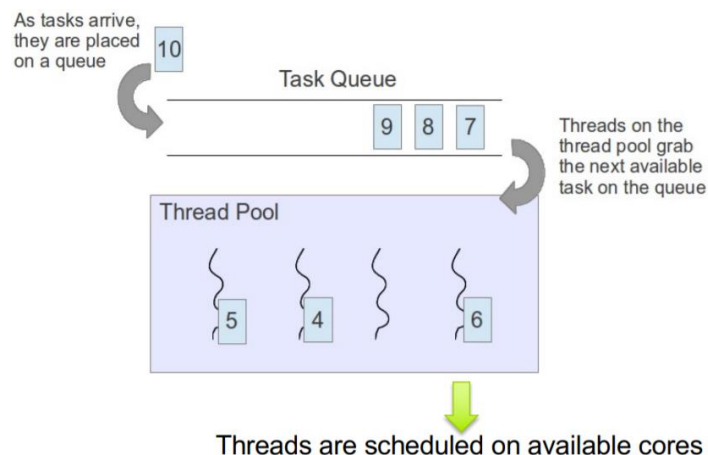 As tasks arrive,
they are placed
on a queue
10
Task Queue
9 8 7
Threads on the
thread pool grab
the next available
task on the queue
Thread Pool
5 4 6
Threads are scheduled on available cores